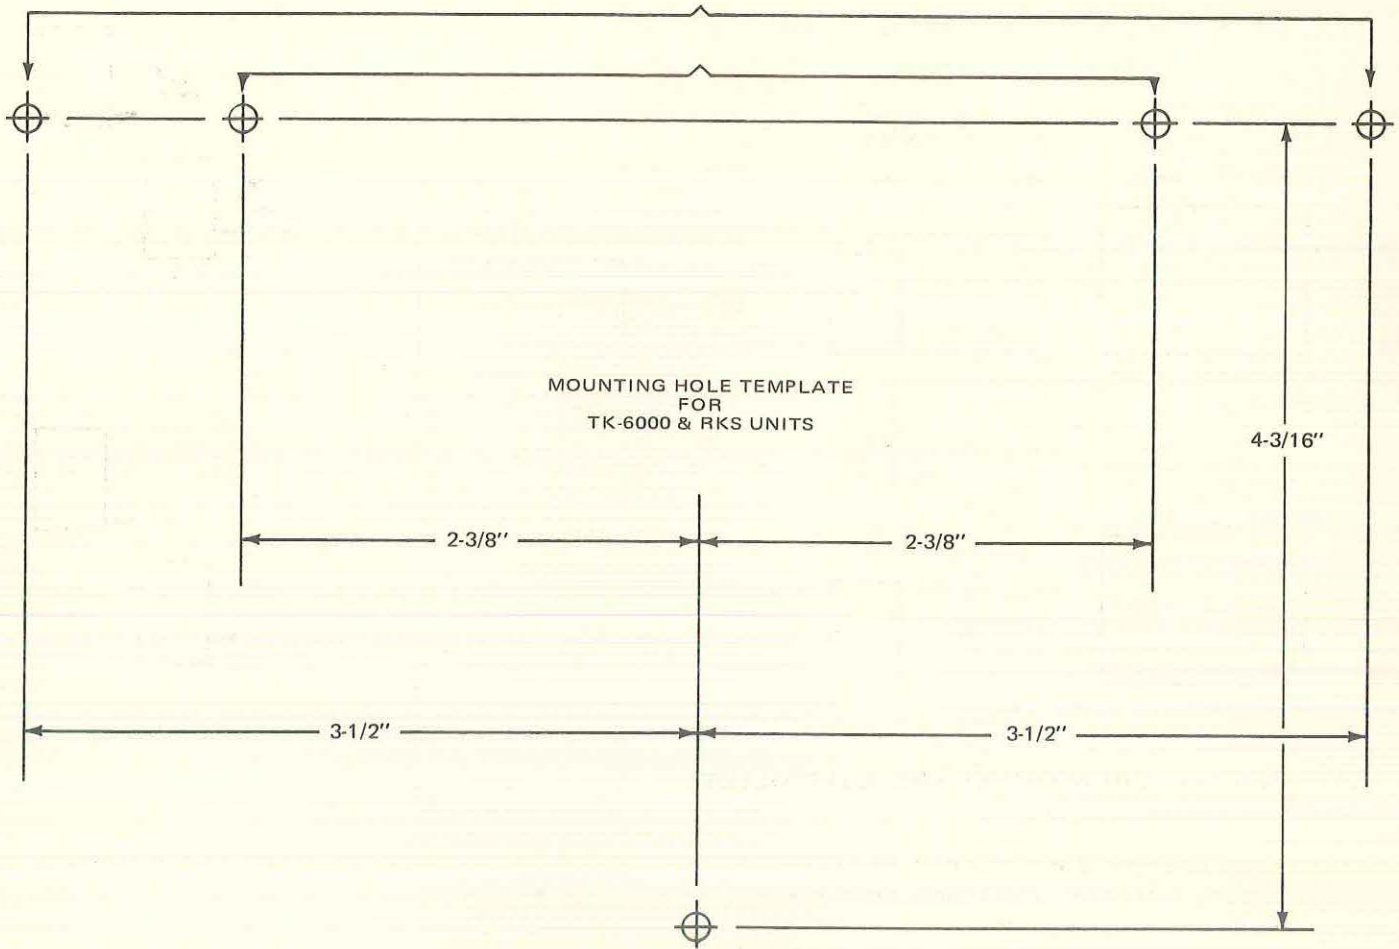 MOUNTING HOLE TEMPLATE
FOR
TK-6000 & RKS UNITS
4-3/16"
2-3/8"
2-3/8"
3-1/2"
3-1/2"